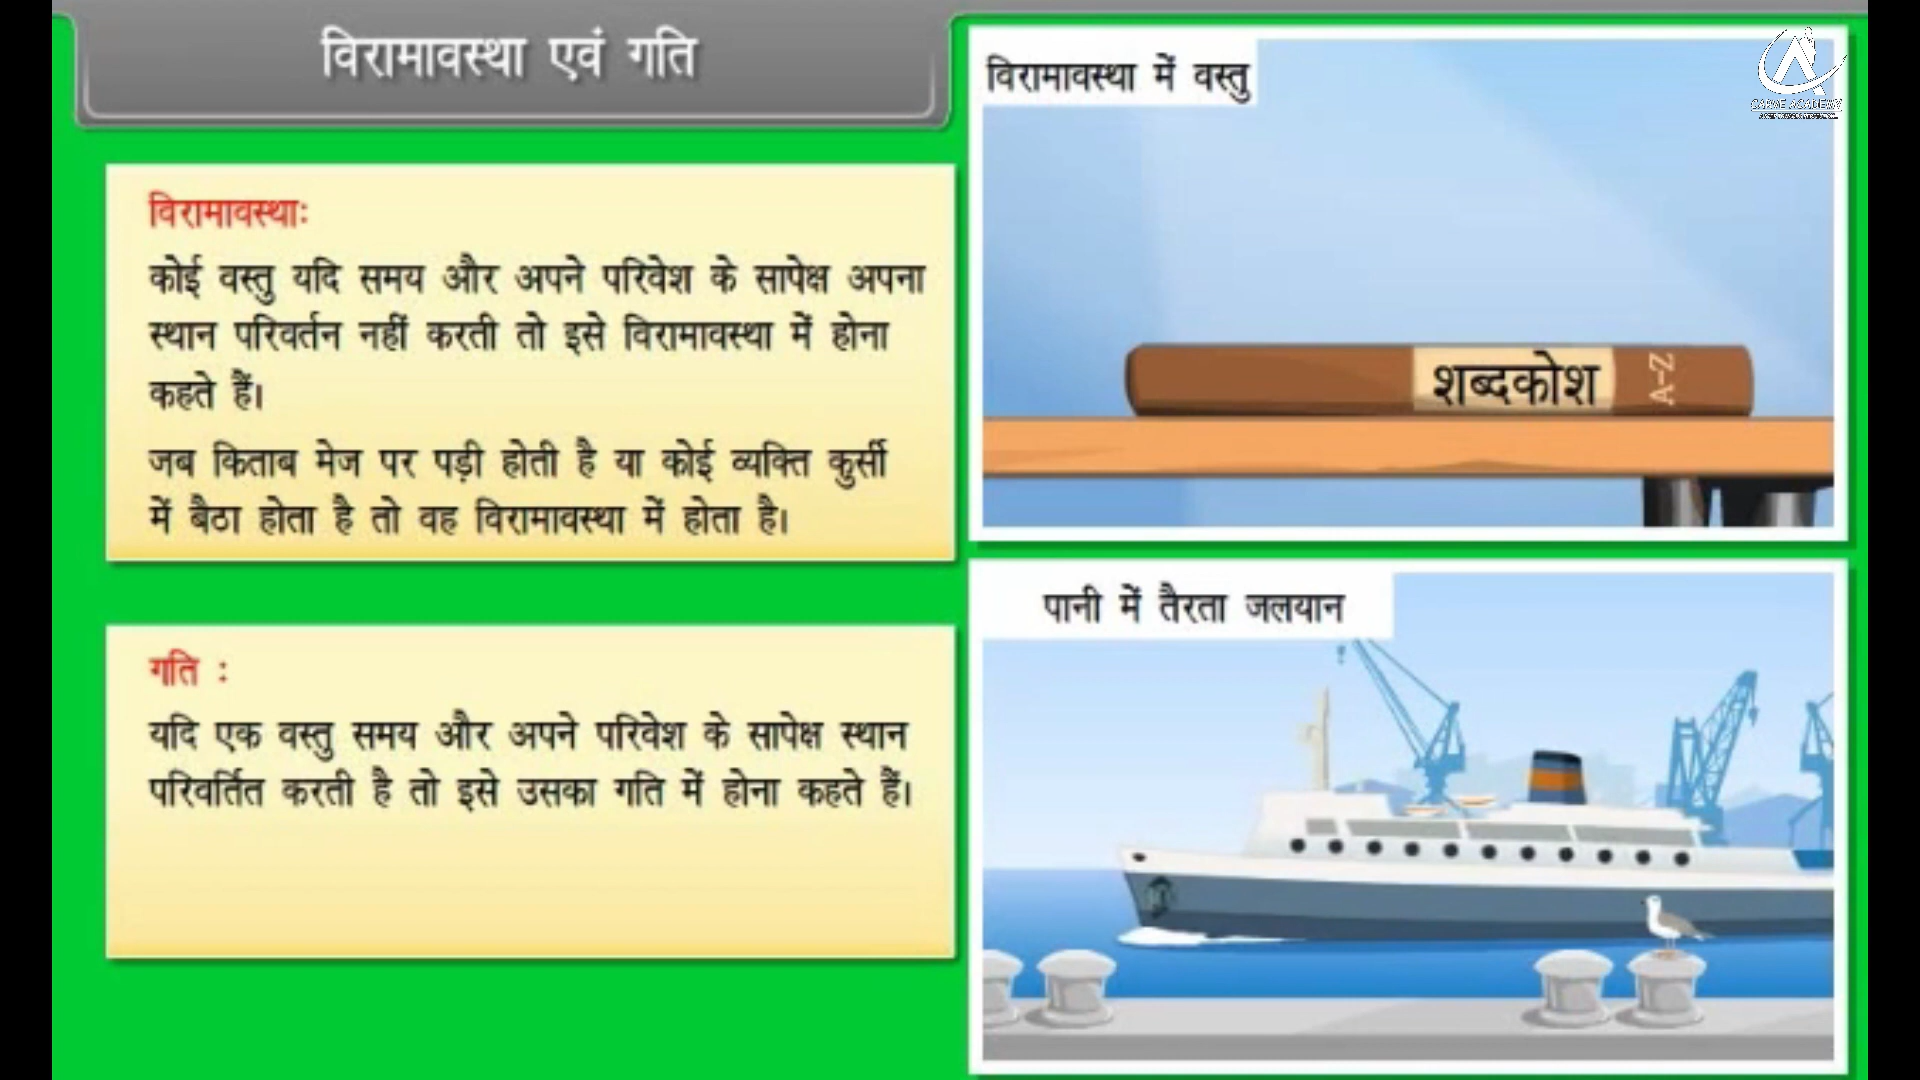 विरामावस्था एवं गति
विरामावस्थाः
कोई वस्तु यदि समय और अपने परिवेश के सापेक्ष अपना
स्थान परिवर्तन नहीं करती तो इसे विरामावस्था में होना
कहते हैं।
जब किताब मेज पर पड़ी होती है या कोई व्यक्ति कुर्सी
में बैठा होता है तो वह विरामावस्था में होता है।
गति :
यदि एक वस्तु समय और अपने परिवेश के सापेक्ष स्थान
परिवर्तित करती है तो इसे उसका गति में होना कहते हैं।
विरामावस्था में वस्तु
शब्दकोश
A-Z
पानी में तैरता जलयान
CARVE ACADEMY